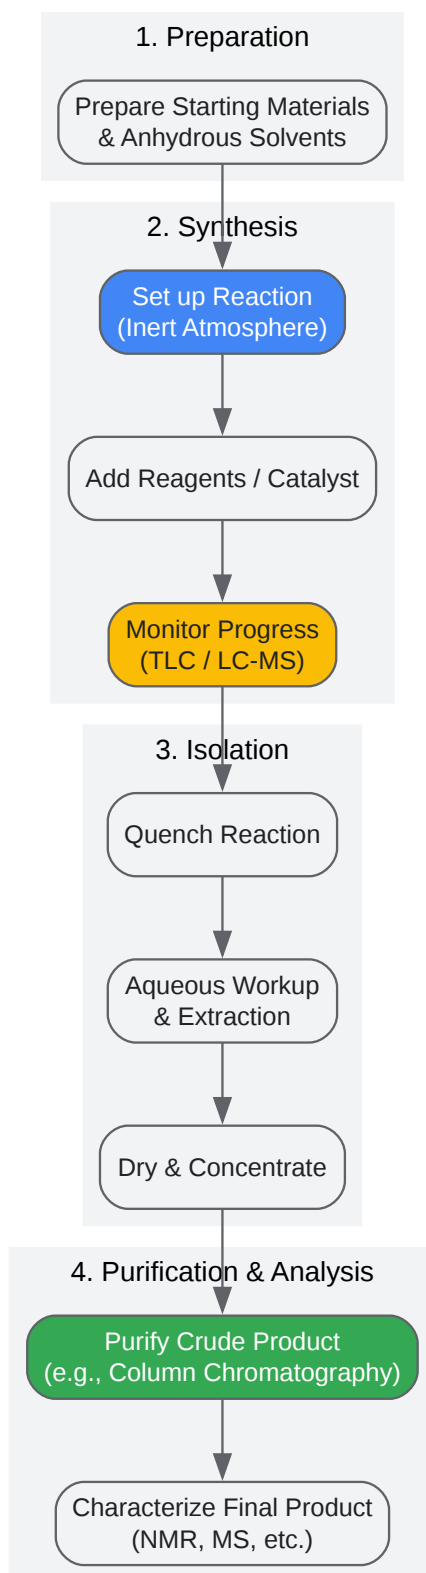 1. Preparation
Prepare Starting Materials
& Anhydrous Solvents
2. Synthesis
Set up Reaction
(Inert Atmosphere)
Add Reagents / Catalyst
Monitor Progress
(TLC / LC-MS)
3. Isolation
Quench Reaction
Aqueous Workup
& Extraction
Dry & Concentrate
4. Purification & Analysis
Purify Crude Product
(e.g., Column Chromatography)
Characterize Final Product
(NMR, MS, etc.)